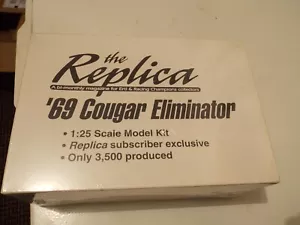 the
Replica
A bi-monthly magazine for Ertl & Racing Champions collectors
'69 Cougar Eliminator
• 1:25 Scale Model Kit
• Replica subscriber exclusive
• Only 3,500 produced